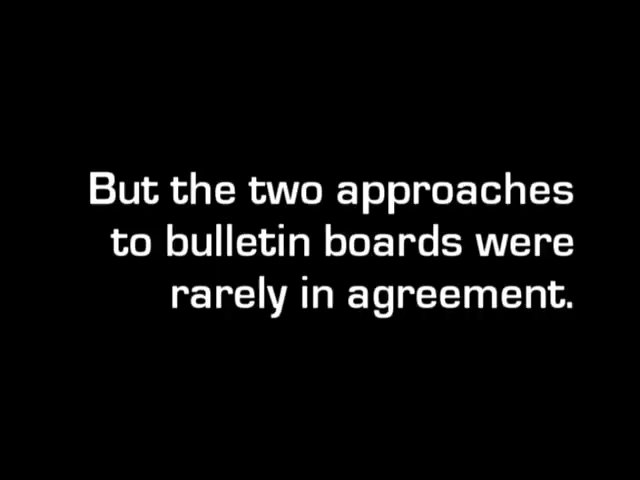 But the two approaches
to bulletin boards were
rarely in agreement.